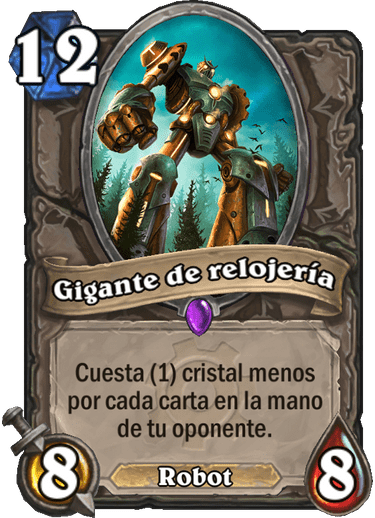 12
Gigante de relojería
Cuesta (1) cristal menos
por cada carta en la mano
de tu oponente.
8
Robot
8